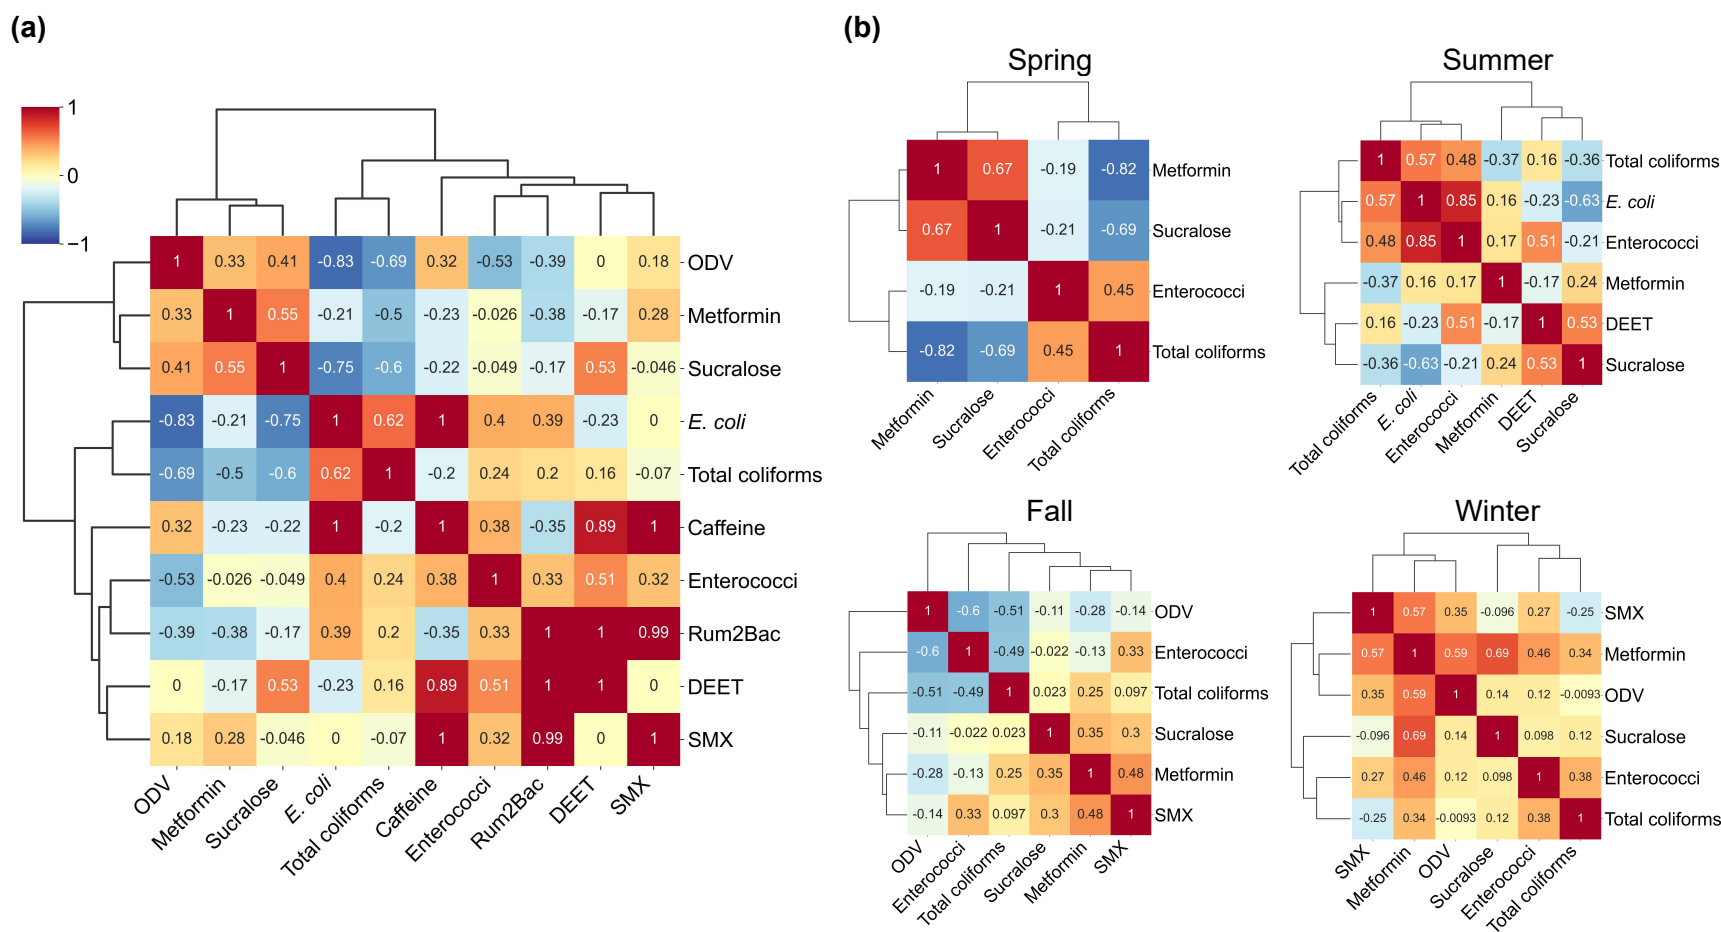 (a)
1
0
−1
1 0.33 0.41 -0.83 -0.69 0.32 -0.53 -0.39 0 0.18 ODV
0.33 1 0.55 -0.21 -0.5 -0.23 -0.026 -0.38 -0.17 0.28 Metformin
0.41 0.55 1 -0.75 -0.6 -0.22 -0.049 -0.17 0.53 -0.046 Sucralose
-0.83 -0.21 -0.75 1 0.62 1 0.4 0.39 -0.23 0 E. coli
-0.69 -0.5 -0.6 0.62 1 -0.2 0.24 0.2 0.16 -0.07 Total coliforms
0.32 -0.23 -0.22 1 -0.2 1 0.38 -0.35 0.89 1 Caffeine
-0.53 -0.026 -0.049 0.4 0.24 0.38 1 0.33 0.51 0.32 Enterococci
-0.39 -0.38 -0.17 0.39 0.2 -0.35 0.33 1 1 0.99 Rum2Bac
0 -0.17 0.53 -0.23 0.16 0.89 0.51 1 1 0 DEET
0.18 0.28 -0.046 0 -0.07 1 0.32 0.99 0 1 SMX
ODV Metformin Sucralose E. coli Total coliforms Caffeine Enterococci Rum2Bac DEET SMX
(b)
Spring
1 0.67 -0.19 -0.82 Metformin
0.67 1 -0.21 -0.69 Sucralose
-0.19 -0.21 1 0.45 Enterococci
-0.82 -0.69 0.45 1 Total coliforms
Metformin Sucralose Enterococci Total coliforms
Summer
1 0.57 0.48 -0.37 0.16 -0.36 Total coliforms
0.57 1 0.85 0.16 -0.23 -0.63 E. coli
0.48 0.85 1 0.17 0.51 -0.21 Enterococci
-0.37 0.16 0.17 1 -0.17 0.24 Metformin
0.16 -0.23 0.51 -0.17 1 0.53 DEET
-0.36 -0.63 -0.21 0.24 0.53 1 Sucralose
Total coliforms E. coli Enterococci Metformin DEET Sucralose
Fall
1 -0.6 -0.51 -0.11 -0.28 -0.14 ODV
-0.6 1 -0.49 -0.022 -0.13 0.33 Enterococci
-0.51 -0.49 1 0.023 0.25 0.097 Total coliforms
-0.11 -0.022 0.023 1 0.35 0.3 Sucralose
-0.28 -0.13 0.25 0.35 1 0.48 Metformin
-0.14 0.33 0.097 0.3 0.48 1 SMX
ODV Enterococci Total coliforms Sucralose Metformin SMX
Winter
1 0.57 0.35 -0.096 0.27 -0.25 SMX
0.57 1 0.59 0.69 0.46 0.34 Metformin
0.35 0.59 1 0.14 0.12 -0.0093 ODV
-0.096 0.69 0.14 1 0.098 0.12 Sucralose
0.27 0.46 0.12 0.098 1 0.38 Enterococci
-0.25 0.34 -0.0093 0.12 0.38 1 Total coliforms
SMX Metformin ODV Sucralose Enterococci Total coliforms